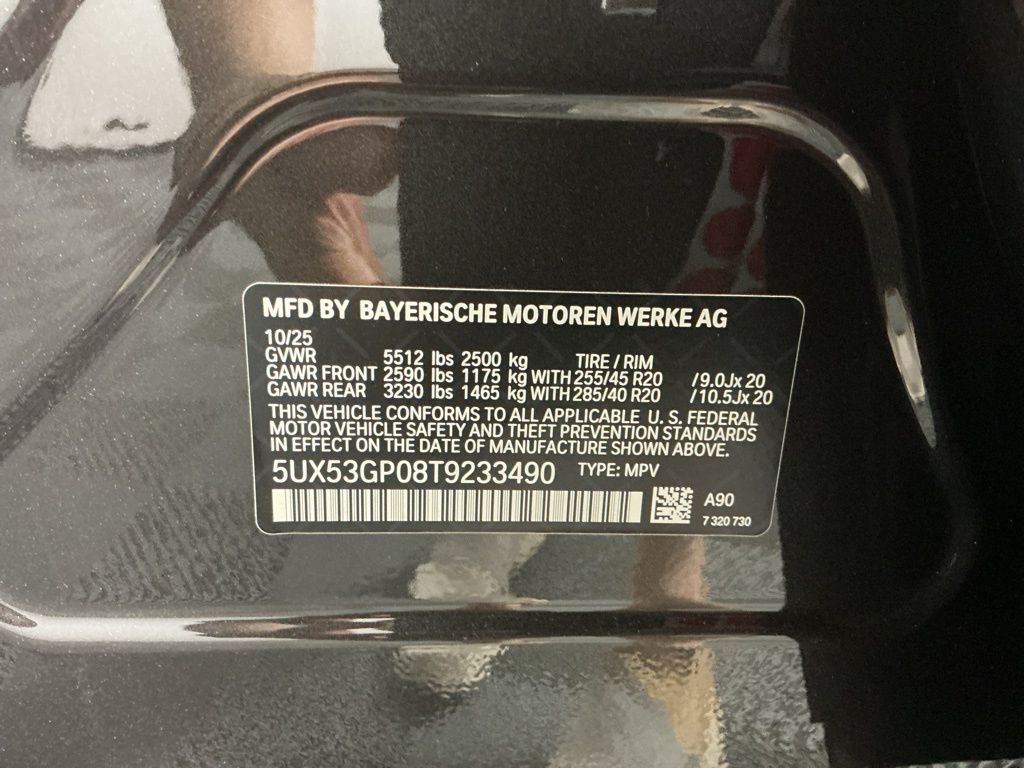 MFD BY BAYERISCHE MOTOREN WERKE AG
10/25
GVWR 5512 lbs 2500 kg TIRE / RIM
GAWR FRONT 2590 lbs 1175 kg WITH 255/45 R20 /9.0Jx 20
GAWR REAR 3230 lbs 1465 kg WITH 285/40 R20 /10.5Jx 20
THIS VEHICLE CONFORMS TO ALL APPLICABLE U. S. FEDERAL
MOTOR VEHICLE SAFETY AND THEFT PREVENTION STANDARDS
IN EFFECT ON THE DATE OF MANUFACTURE SHOWN ABOVE.
5UX53GP08T9233490 TYPE: MPV
A90
7 320 730